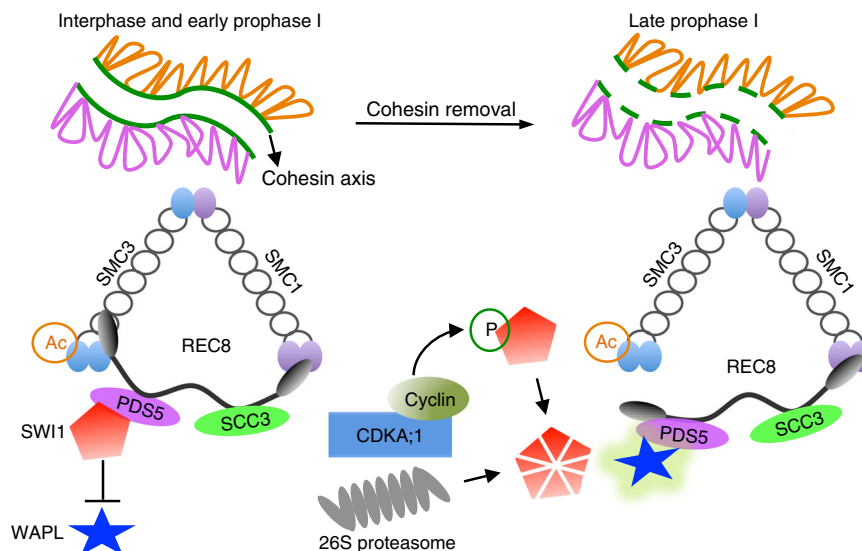 Interphase and early prophase I
Late prophase I
Cohesin removal
Cohesin axis
SMC3
SMC1
SMC3
SMC1
Ac
REC8
PDS5
SCC3
SWI1
WAPL
P
Cyclin
CDKA;1
26S proteasome
Ac
REC8
PDS5
SCC3